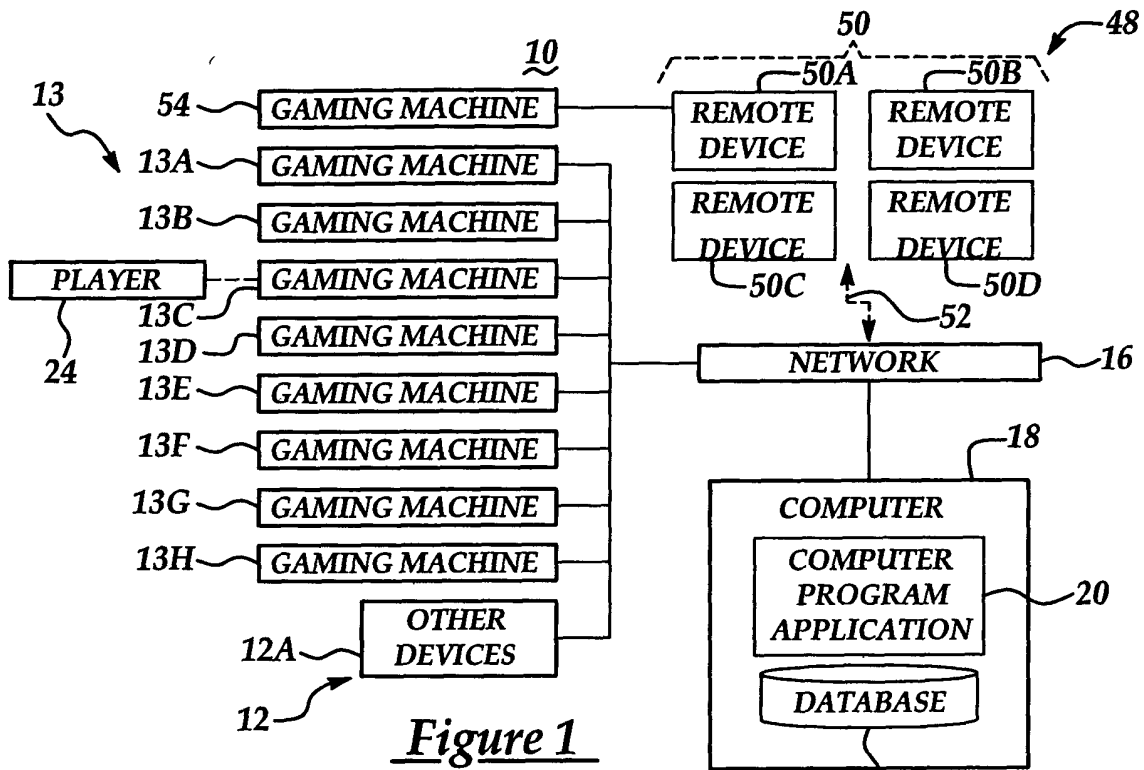 10
50
48
54
GAMING MACHINE
50A
REMOTE
DEVICE
50B
REMOTE
DEVICE
13
13A
GAMING MACHINE
13B
GAMING MACHINE
50C
REMOTE
DEVICE
50D
REMOTE
DEVICE
PLAYER
24
13C
GAMING MACHINE
52
13D
GAMING MACHINE
NETWORK
16
13E
GAMING MACHINE
13F
GAMING MACHINE
18
13G
GAMING MACHINE
COMPUTER
13H
GAMING MACHINE
COMPUTER
PROGRAM
APPLICATION
20
12A
OTHER
DEVICES
12
DATABASE
Figure 1